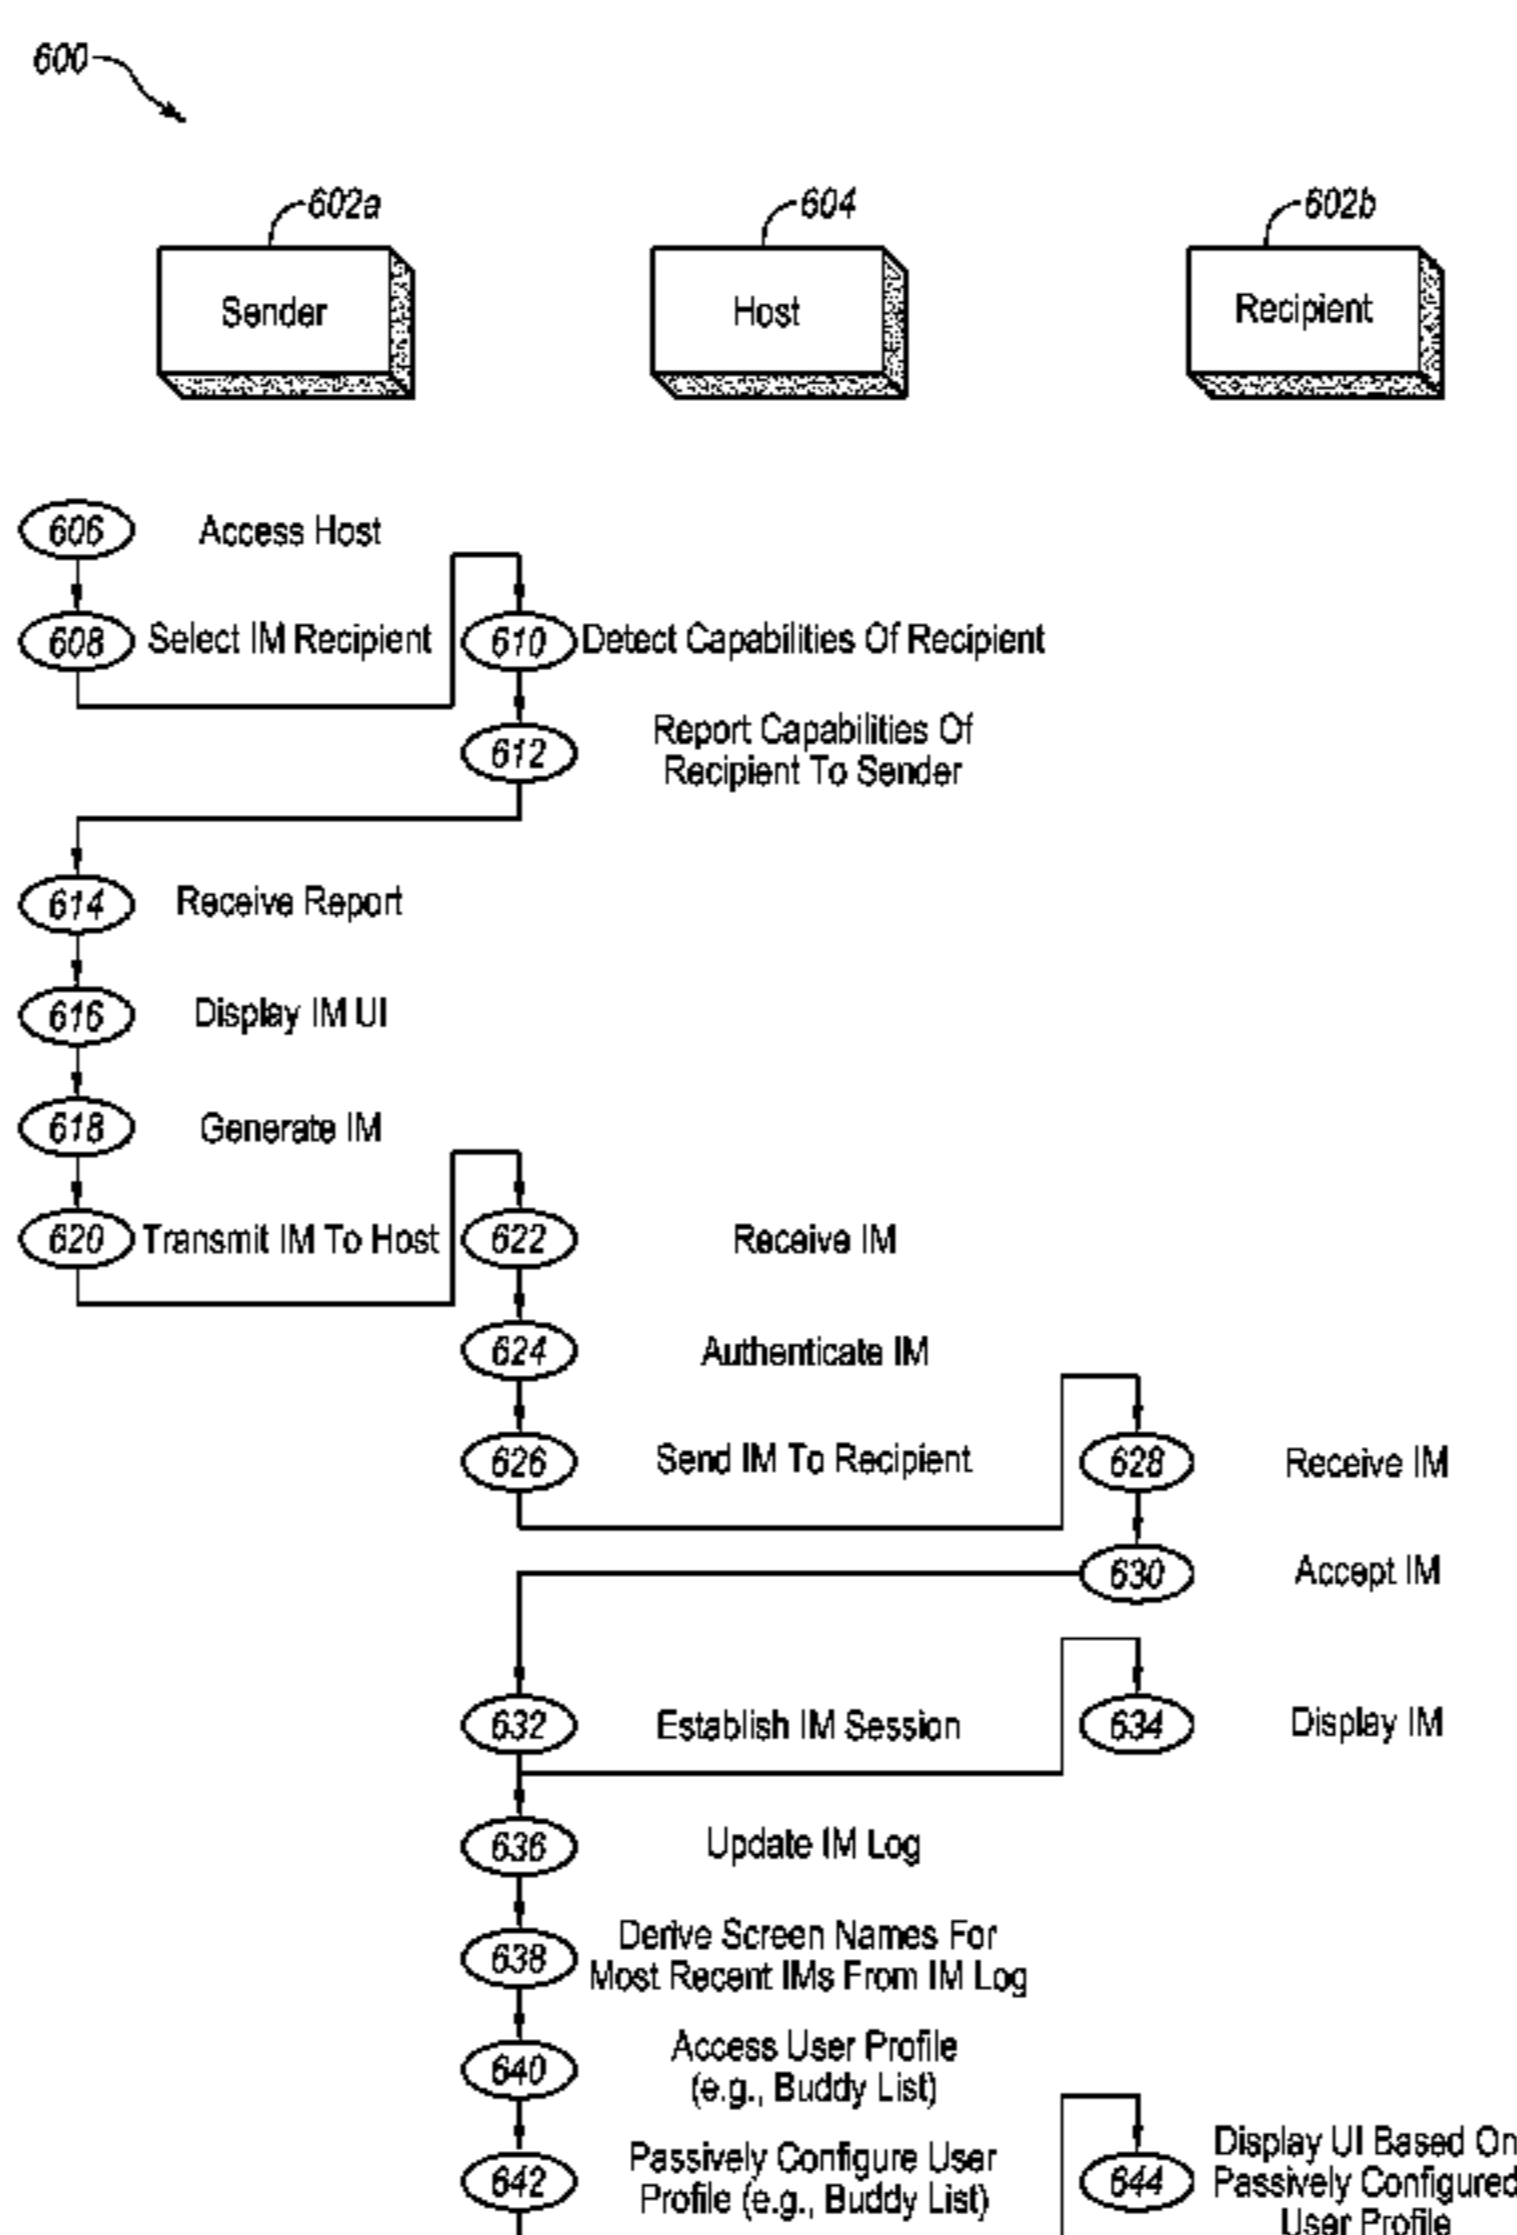 600
602a
604
602b
Sender
Host
Recipient
606 Access Host
608 Select IM Recipient
610 Detect Capabilities Of Recipient
612 Report Capabilities Of
Recipient To Sender
614 Receive Report
616 Display IM UI
618 Generate IM
620 Transmit IM To Host
622 Receive IM
624 Authenticate IM
626 Send IM To Recipient
628 Receive IM
630 Accept IM
632 Establish IM Session
634 Display IM
636 Update IM Log
638 Derive Screen Names For
Most Recent IMs From IM Log
640 Access User Profile
(e.g., Buddy List)
642 Passively Configure User
Profile (e.g., Buddy List)
644 Display UI Based On
Passively Configured
User Profile